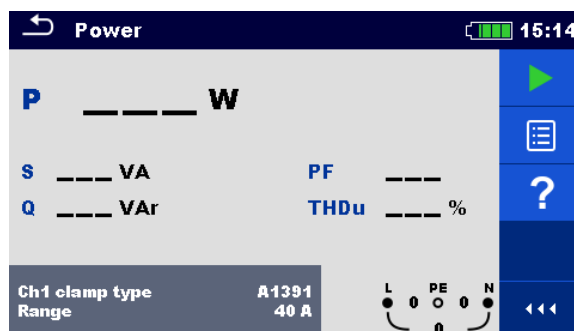 Power 15:14
P ___ W
S ___ VA PF ___
Q ___ VAr THDu ___ %
?
Ch1 clamp type A1391
Range 40 A
L PE N
0 0
0